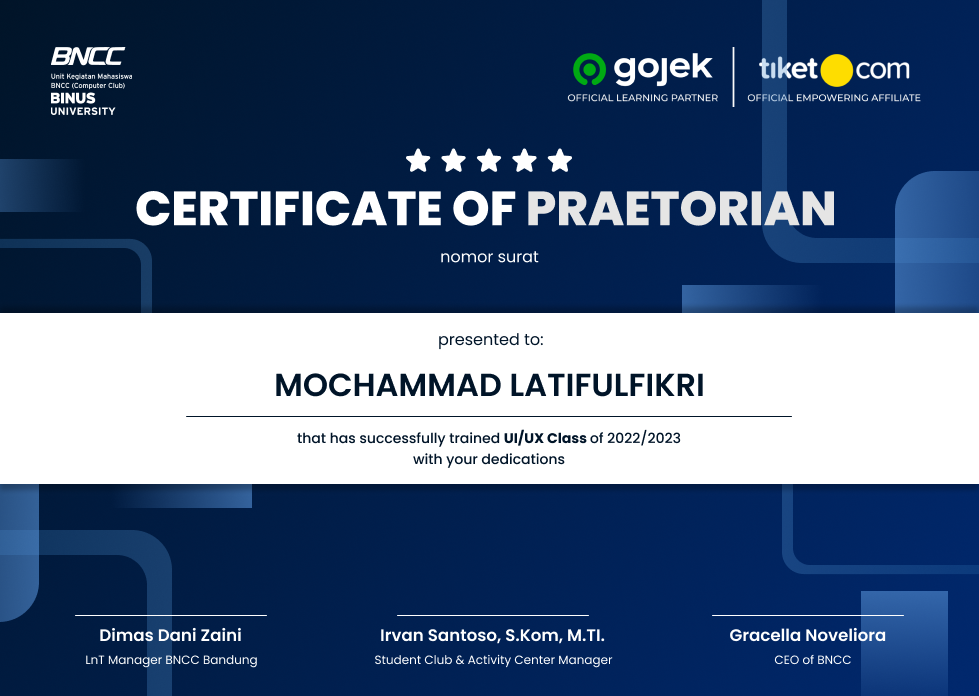 BNCC
Unit Kegiatan Mahasiswa
BNCC (Computer Club)
BINUS
UNIVERSITY
gojek
OFFICIAL LEARNING PARTNER
tiket com
OFFICIAL EMPOWERING AFFILIATE
CERTIFICATE OF PRAETORIAN
nomor surat
presented to:
MOCHAMMAD LATIFULFIKRI
that has successfully trained UI/UX Class of 2022/2023
with your dedications
Dimas Dani Zaini
LnT Manager BNCC Bandung
Irvan Santoso, S.Kom, M.TI.
Student Club & Activity Center Manager
Gracella Noveliora
CEO of BNCC